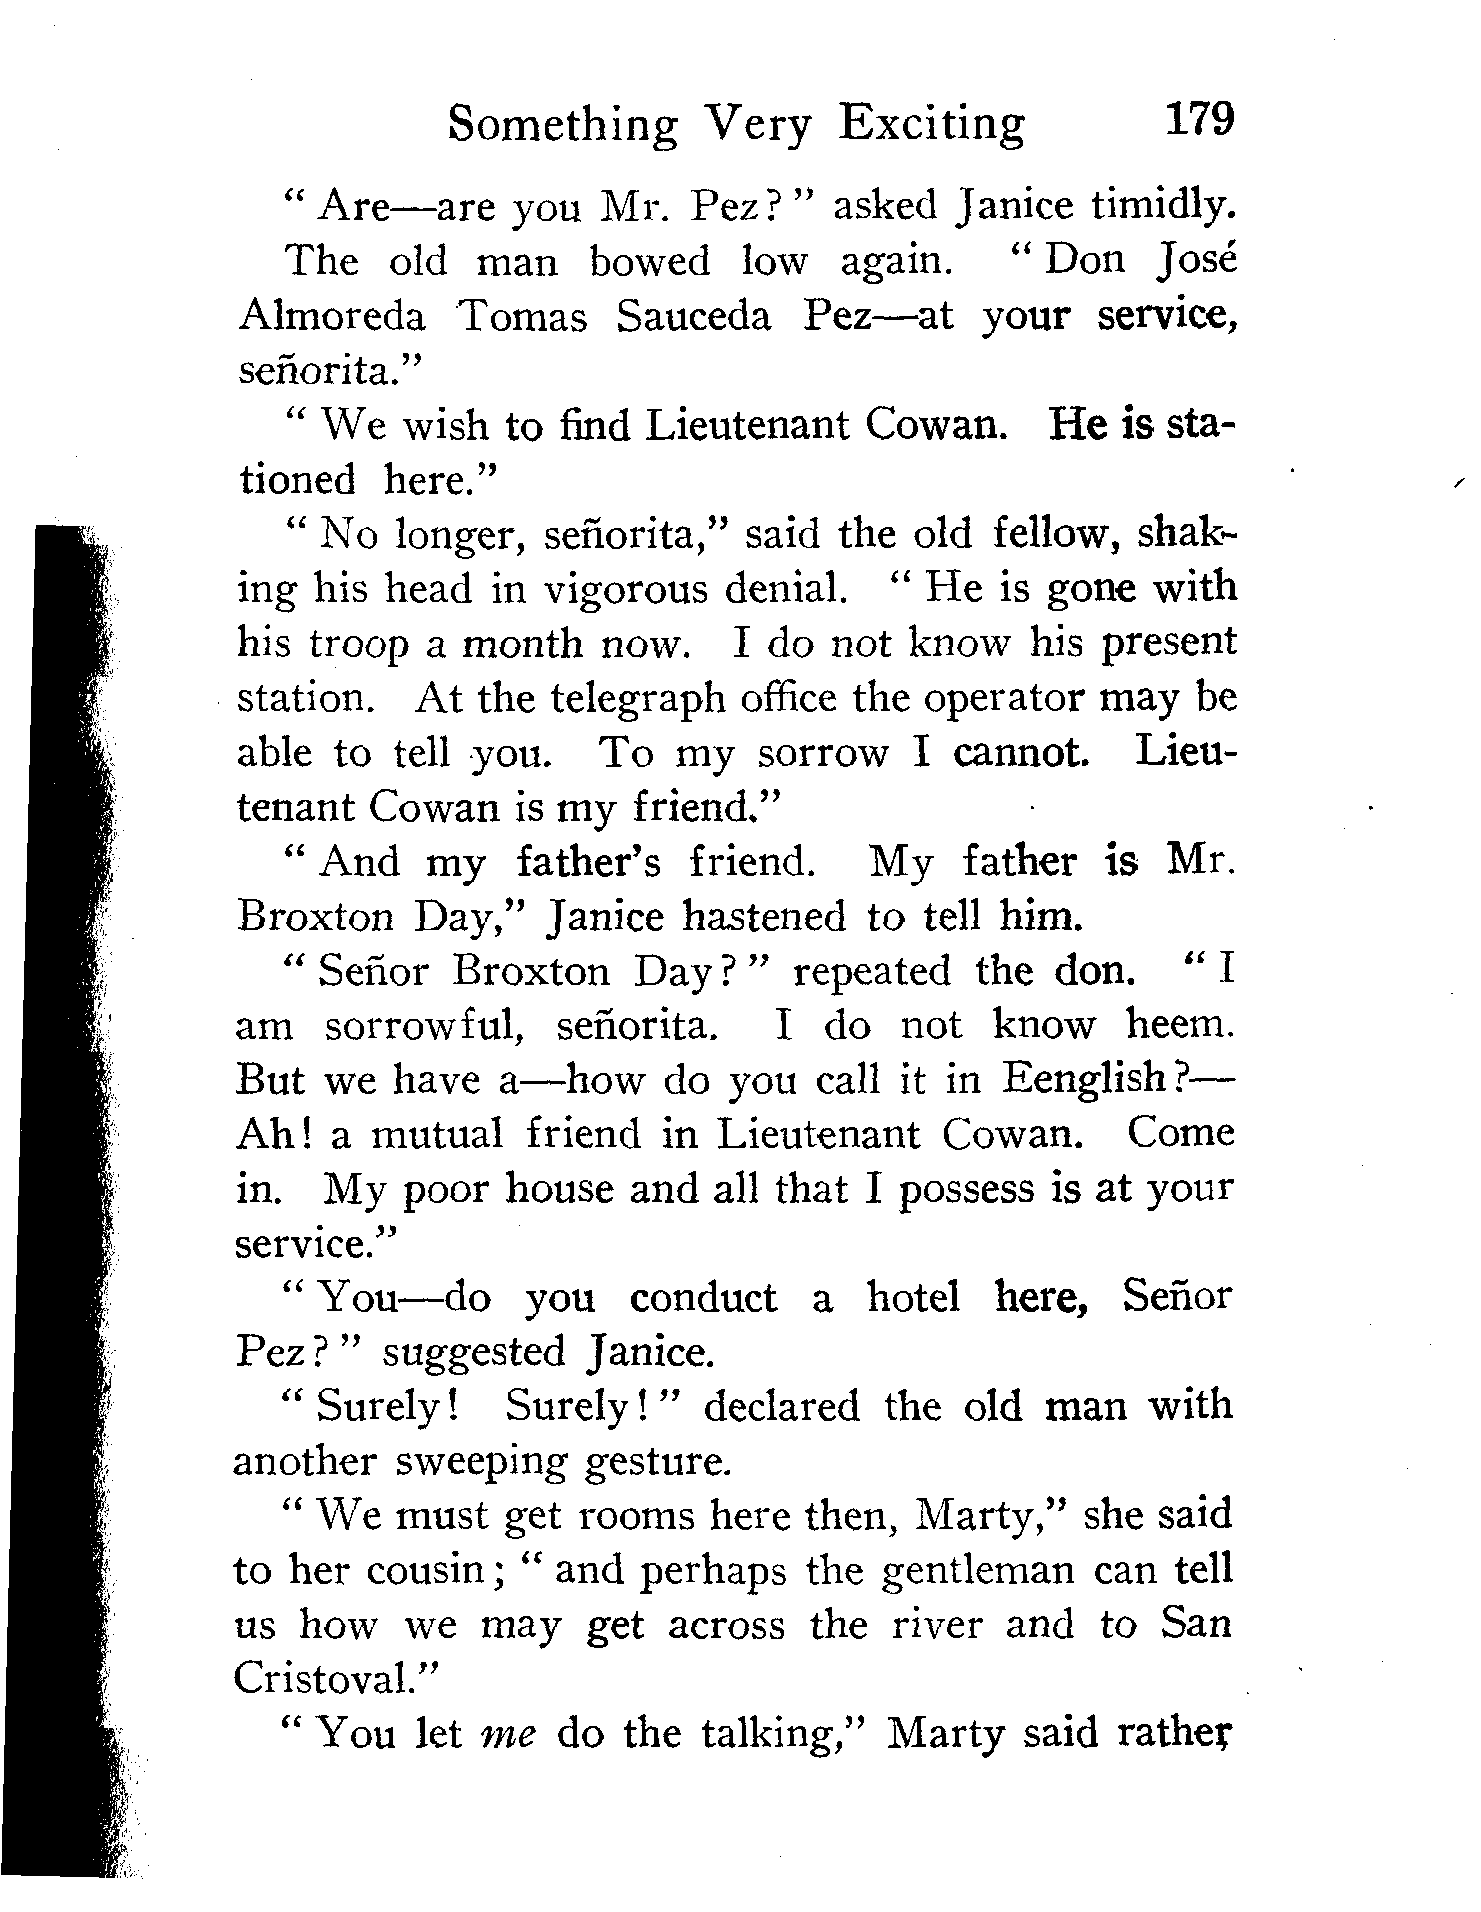 Something Very Exciting 179
“ Are—are you Mr. Pez? ” asked Janice timidly.
The old man bowed low again. “ Don José
Almoreda Tomas Sauceda Pez—at your service,
señorita.”
“ We wish to find Lieutenant Cowan. He is sta-
tioned here.”
“ No longer, señorita,” said the old fellow, shak-
ing his head in vigorous denial. “ He is gone with
his troop a month now. I do not know his present
station. At the telegraph office the operator may be
able to tell you. To my sorrow I cannot. Lieu-
tenant Cowan is my friend.”
“ And my father’s friend. My father is Mr.
Broxton Day,” Janice hastened to tell him.
“ Señor Broxton Day? ” repeated the don. “ I
am sorrowful, señorita. I do not know heem.
But we have a—how do you call it in Eenglish?—
Ah! a mutual friend in Lieutenant Cowan. Come
in. My poor house and all that I possess is at your
service.”
“ You—do you conduct a hotel here, Señor
Pez? ” suggested Janice.
“ Surely! Surely! ” declared the old man with
another sweeping gesture.
“ We must get rooms here then, Marty,” she said
to her cousin; “ and perhaps the gentleman can tell
us how we may get across the river and to San
Cristoval.”
“ You let me do the talking,” Marty said rather